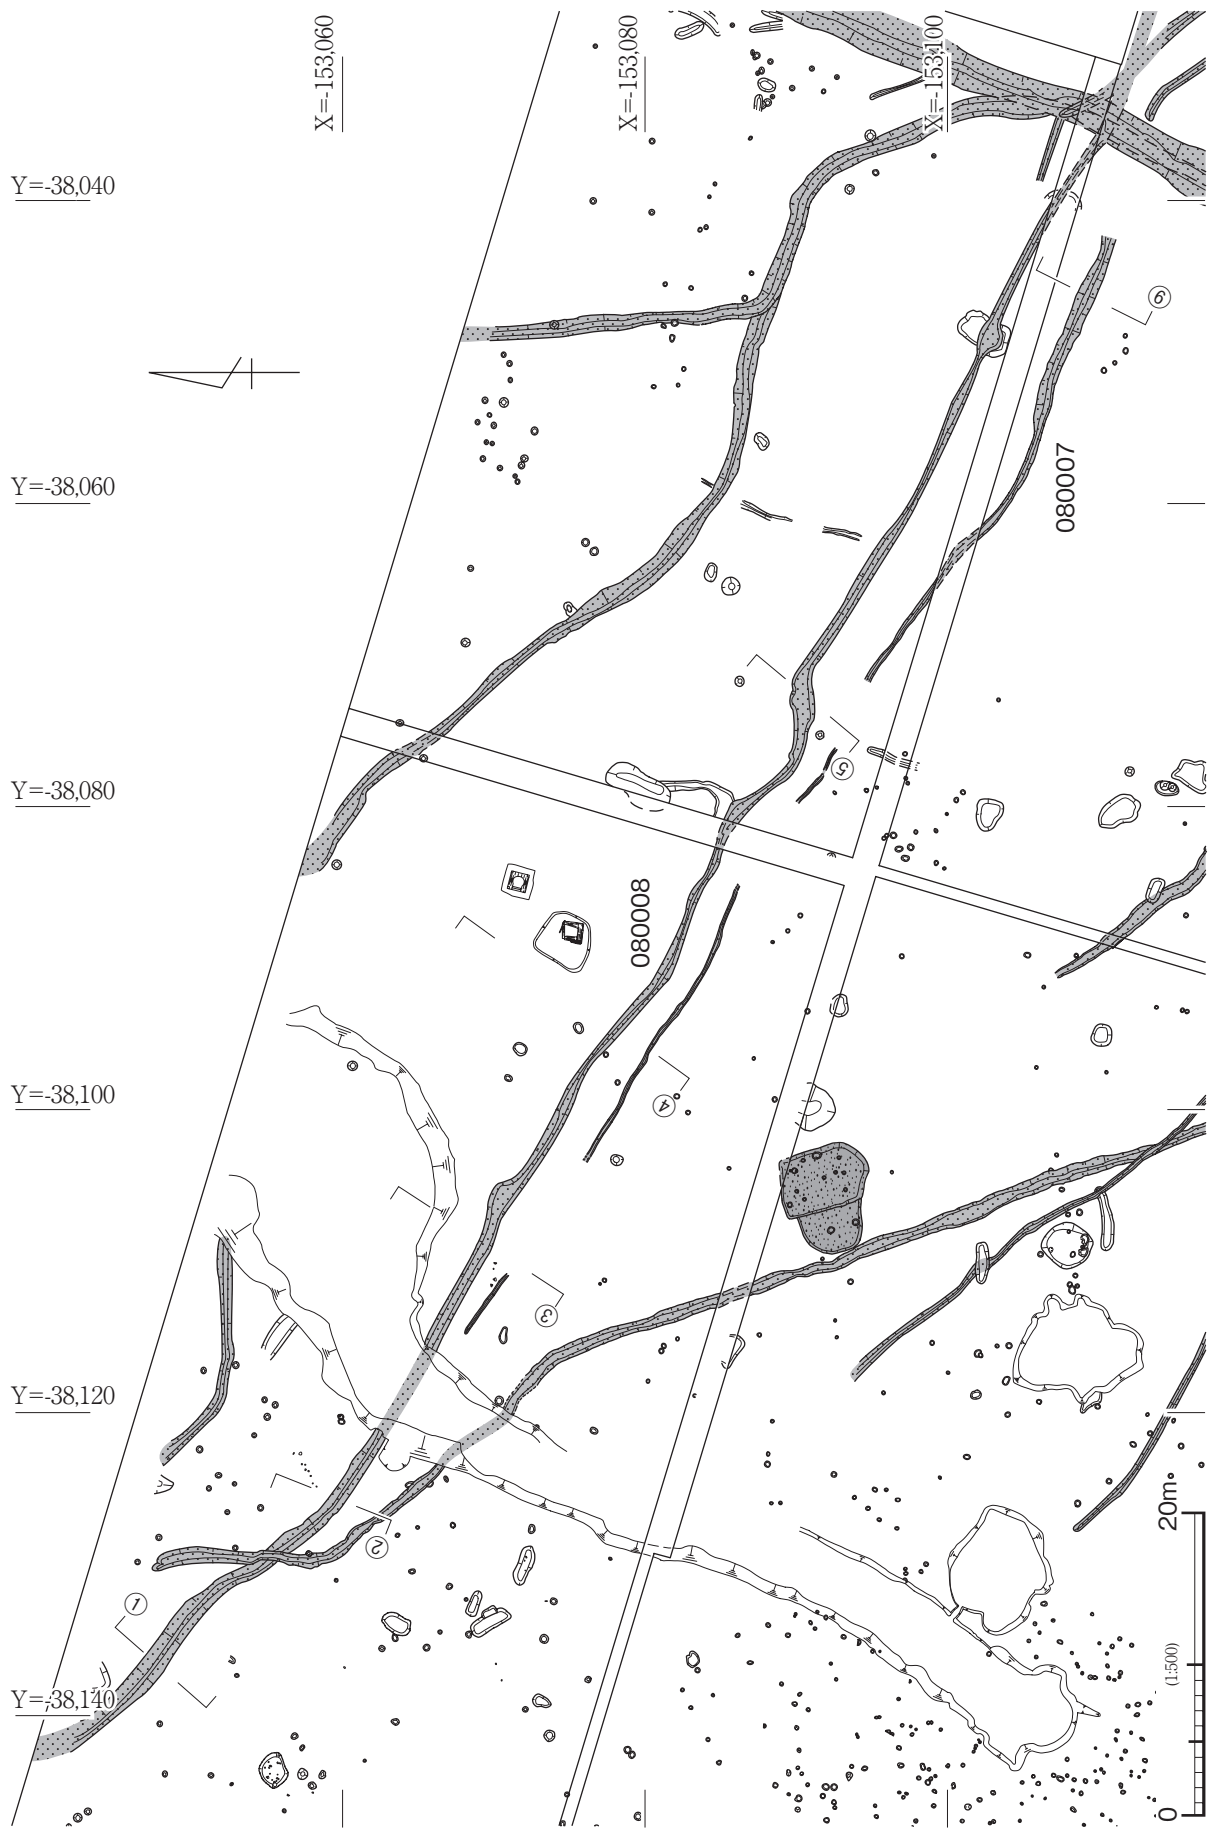 X=-153,060
X=-153,080
X=-153,100
Y=-38,040
Y=-38,060
Y=-38,080
Y=-38,100
Y=-38,120
Y=-38,140
080007
080008
⑥
⑤
④
③
②
①
0
(1:500)
20m